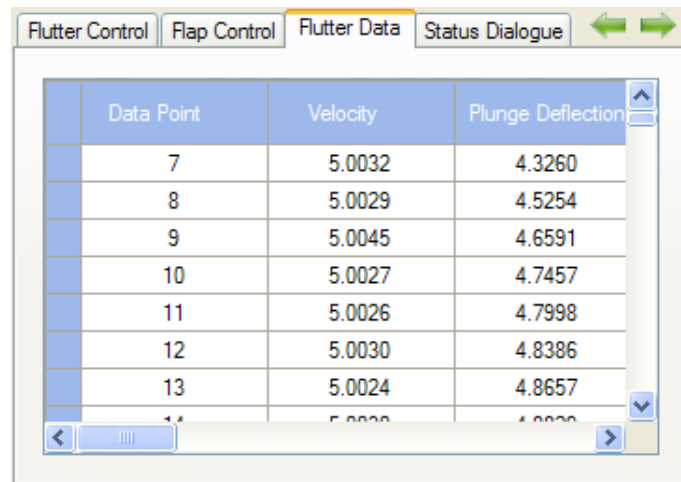 Flutter Control Flap Control Flutter Data Status Dialogue
Data Point Velocity Plunge Deflection
7 5.0032 4.3260
8 5.0029 4.5254
9 5.0045 4.6591
10 5.0027 4.7457
11 5.0026 4.7998
12 5.0030 4.8386
13 5.0024 4.8657